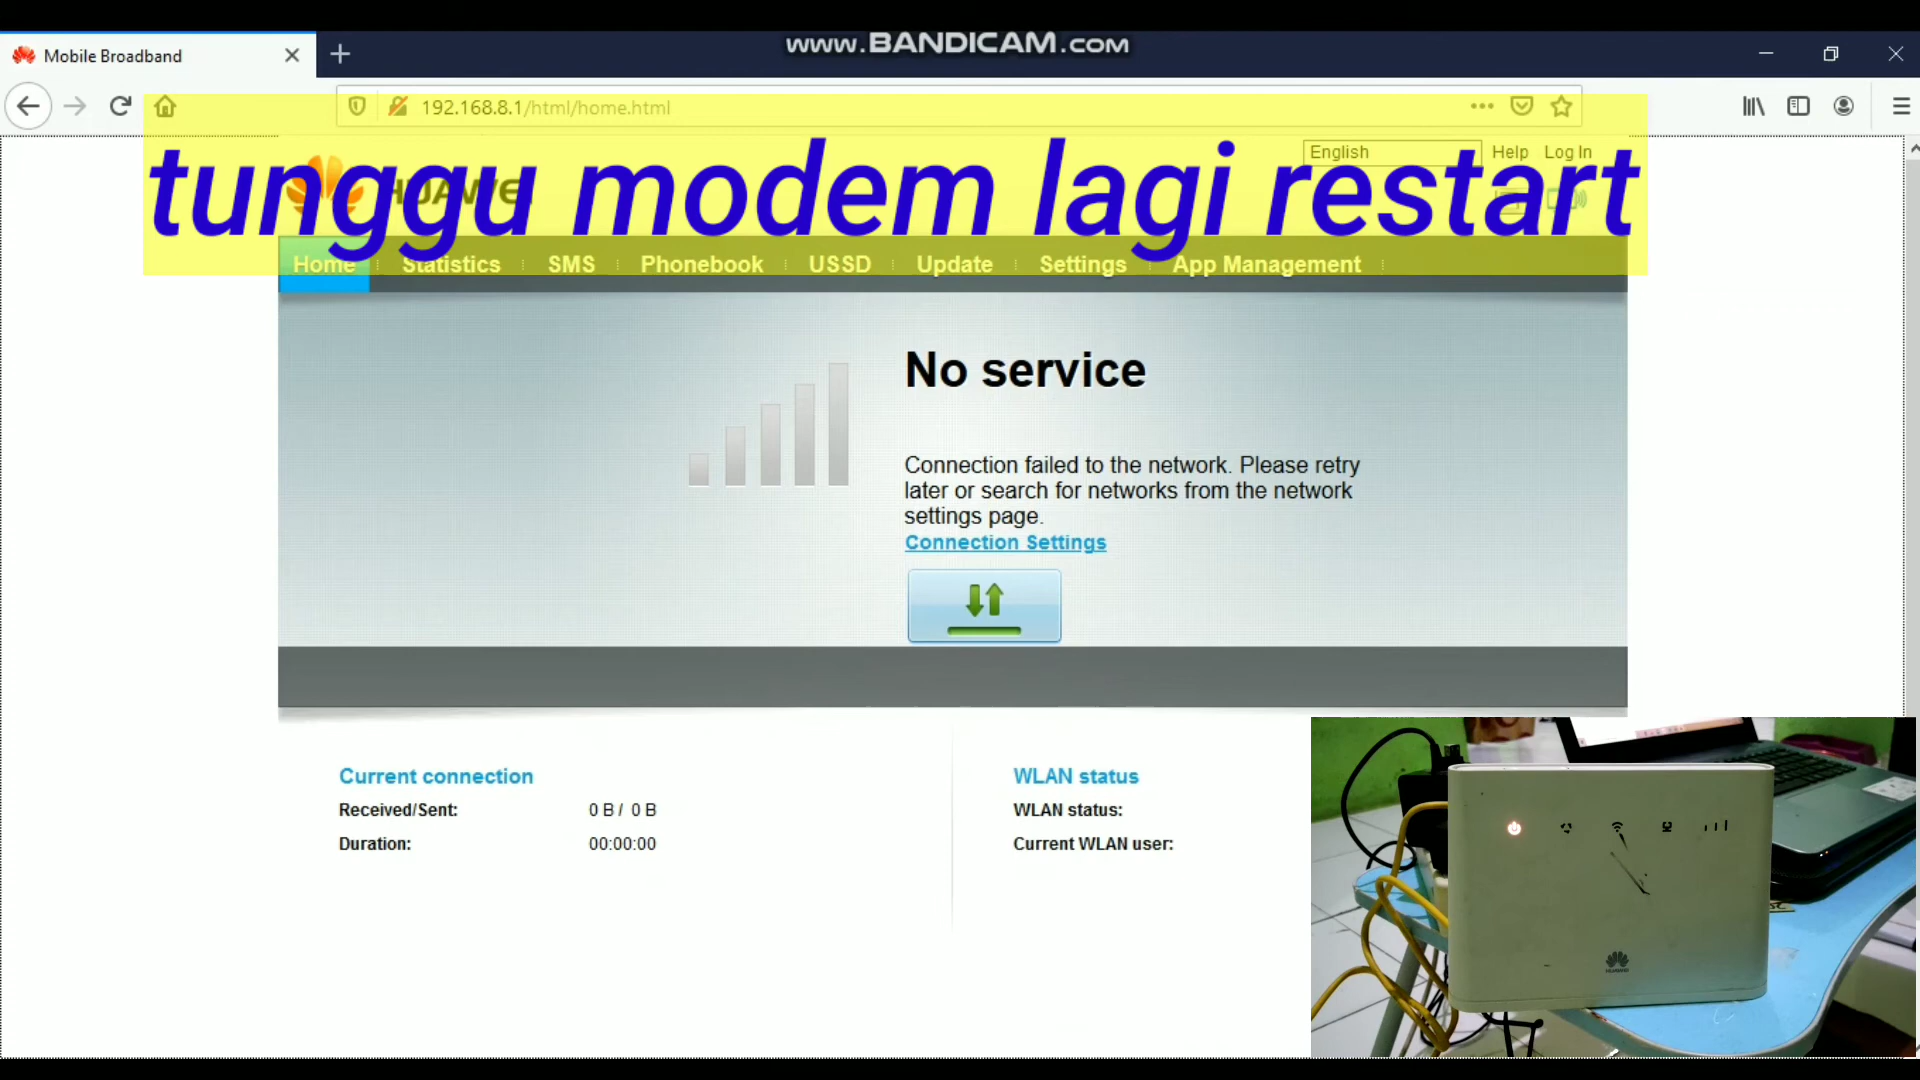 www.BANDICAM.com
Mobile Broadband
192.168.8.1/html/home.html
tunggu modem lagi restart
HUAWEI
English Help Log In
Home Statistics SMS Phonebook USSD Update Settings App Management
No service
Connection failed to the network. Please retry
later or search for networks from the network
settings page.
Connection Settings
Current connection
Received/Sent: 0 B / 0 B
Duration: 00:00:00
WLAN status
WLAN status:
Current WLAN user:
HUAWEI